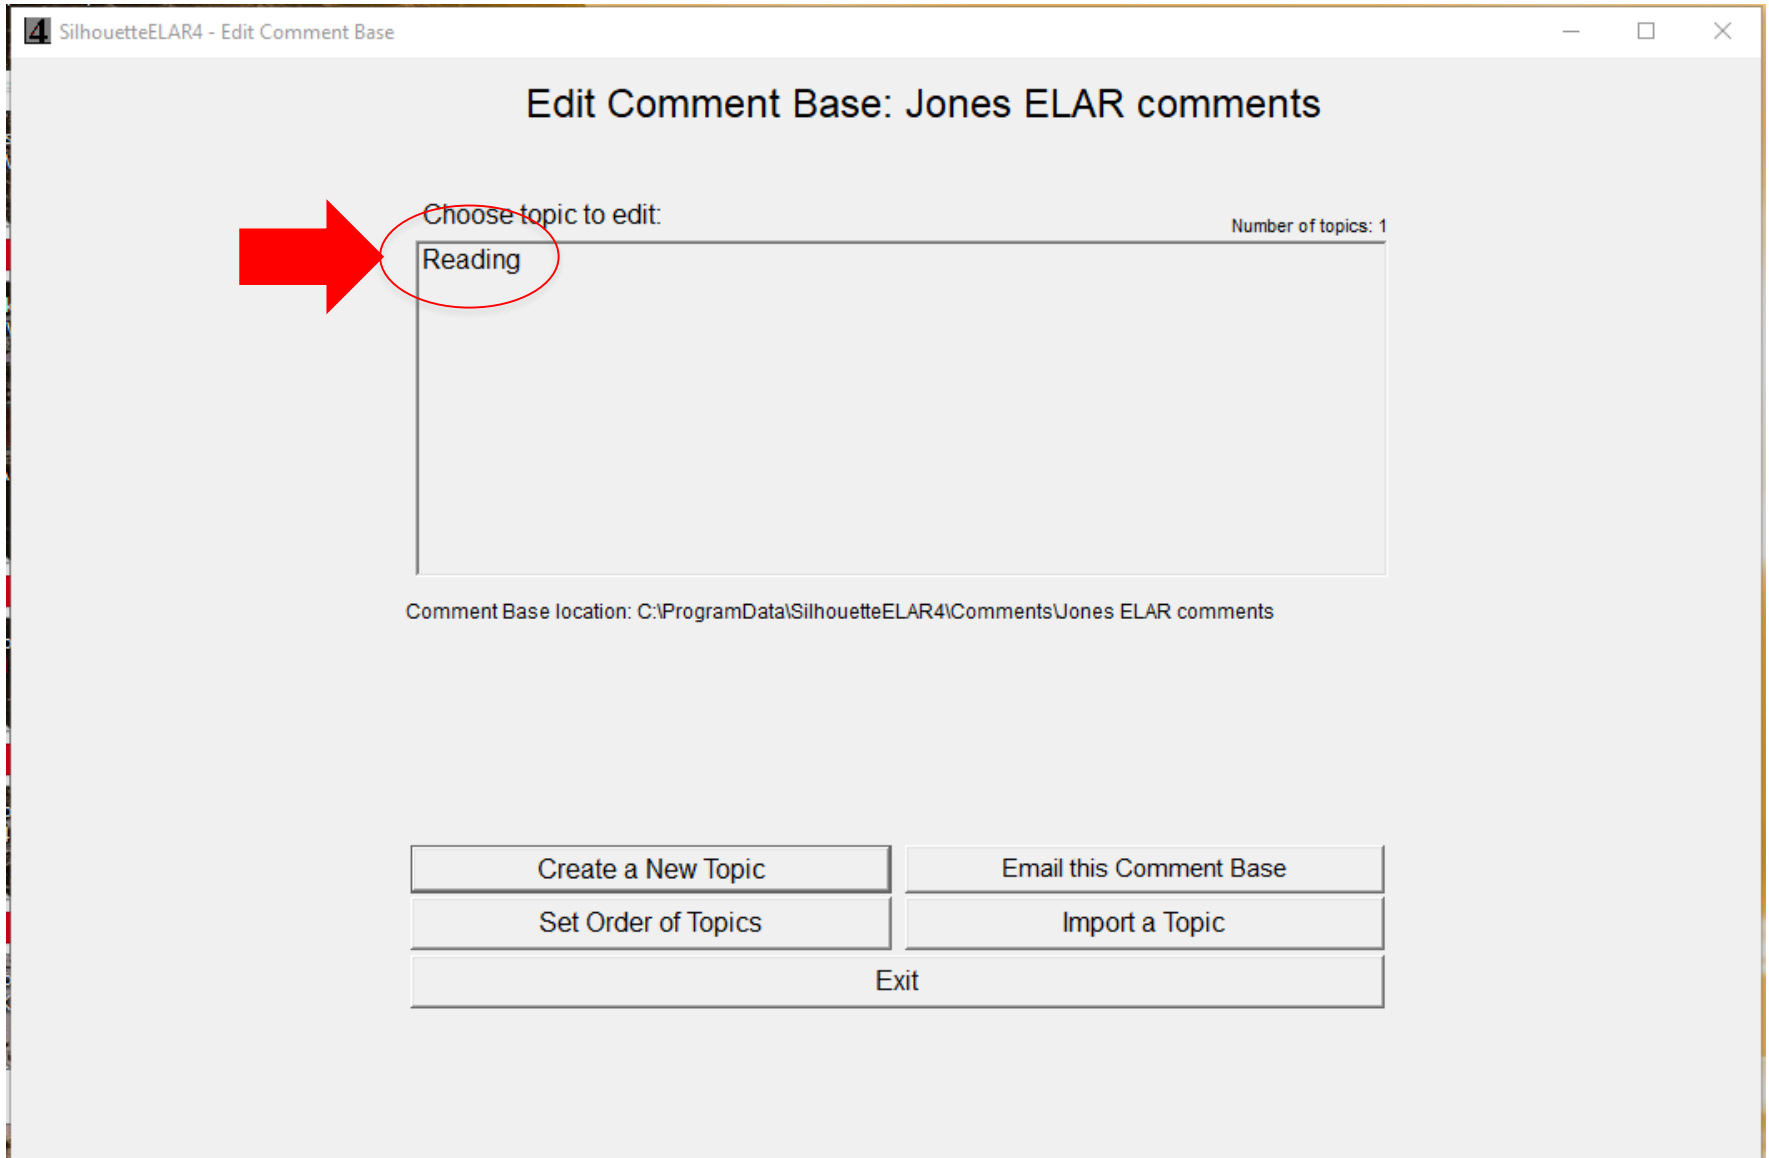 4 SilhouetteELAR4 - Edit Comment Base
Edit Comment Base: Jones ELAR comments
Choose topic to edit:
Number of topics: 1
Reading
Comment Base location: C:\ProgramData\SilhouetteELAR4\Comments\Jones ELAR comments
Create a New Topic
Email this Comment Base
Set Order of Topics
Import a Topic
Exit